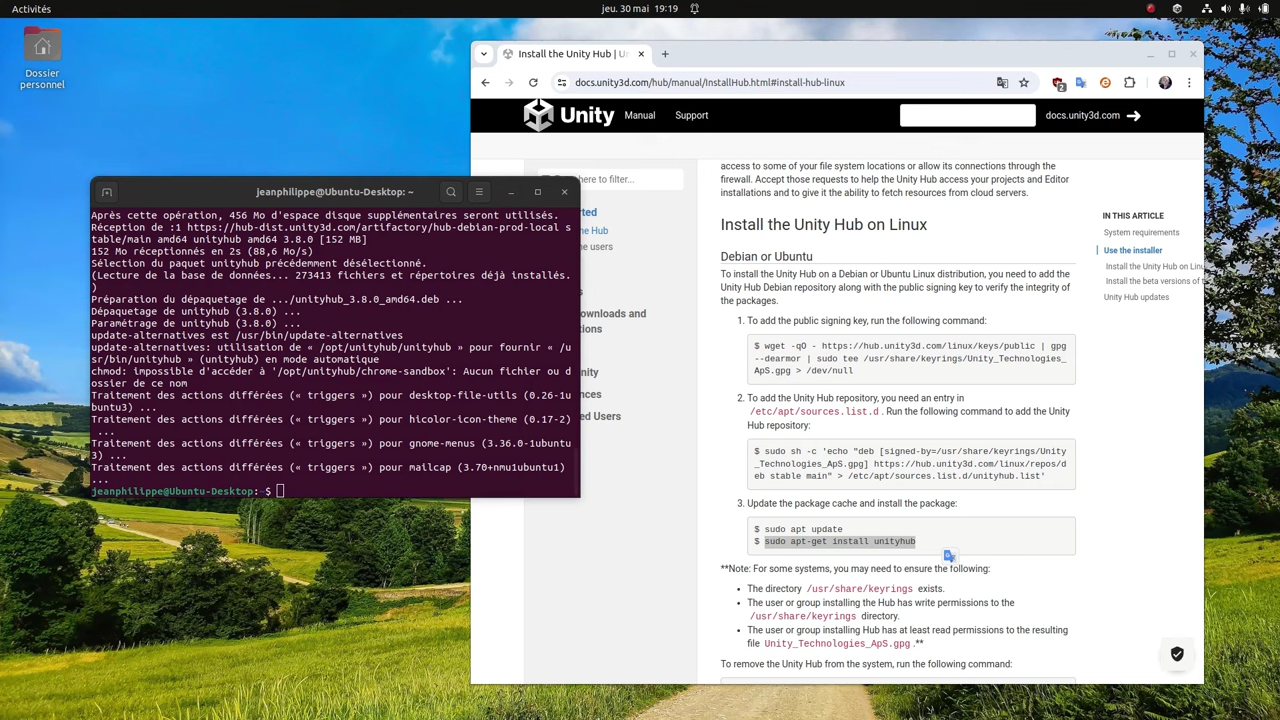 Activités
jeu. 30 mai 19:19
Dossier
personnel
Install the Unity Hub | U
docs.unity3d.com/hub/manual/InstallHub.html#install-hub-linux
2
Unity
Manual
Support
docs.unity3d.com
here to filter...
rted
he Hub
e users
s
ownloads and
tions
nity
ences
ed Users
access to some of your file system locations or allow its connections through the
firewall. Accept those requests to help the Unity Hub access your projects and Editor
installations and to give it the ability to fetch resources from cloud servers.
Install the Unity Hub on Linux
Debian or Ubuntu
To install the Unity Hub on a Debian or Ubuntu Linux distribution, you need to add the
Unity Hub Debian repository along with the public signing key to verify the integrity of
the packages.
1. To add the public signing key, run the following command:
$ wget -qO - https://hub.unity3d.com/linux/keys/public | gpg
--dearmor | sudo tee /usr/share/keyrings/Unity_Technologies_
ApS.gpg > /dev/null
2. To add the Unity Hub repository, you need an entry in
/etc/apt/sources.list.d . Run the following command to add the Unity
Hub repository:
$ sudo sh -c 'echo "deb [signed-by=/usr/share/keyrings/Unity
_Technologies_ApS.gpg] https://hub.unity3d.com/linux/repos/d
eb stable main" > /etc/apt/sources.list.d/unityhub.list'
3. Update the package cache and install the package:
$ sudo apt update
$ sudo apt-get install unityhub
**Note: For some systems, you may need to ensure the following:
• The directory /usr/share/keyrings exists.
• The user or group installing the Hub has write permissions to the
/usr/share/keyrings directory.
• The user or group installing Hub has at least read permissions to the resulting
file Unity_Technologies_ApS.gpg .**
To remove the Unity Hub from the system, run the following command:
IN THIS ARTICLE
System requirements
Use the installer
Install the Unity Hub on Linu
Install the beta versions of t
Unity Hub updates
jeanphilippe@Ubuntu-Desktop: ~
Après cette opération, 456 Mo d'espace disque supplémentaires seront utilisés.
Réception de :1 https://hub-dist.unity3d.com/artifactory/hub-debian-prod-local s
table/main amd64 unityhub amd64 3.8.0 [152 MB]
152 Mo réceptionnés en 2s (88,6 Mo/s)
Sélection du paquet unityhub précédemment désélectionné.
(Lecture de la base de données... 273413 fichiers et répertoires déjà installés.
)
Préparation du dépaquetage de .../unityhub_3.8.0_amd64.deb ...
Dépaquetage de unityhub (3.8.0) ...
Paramétrage de unityhub (3.8.0) ...
update-alternatives est /usr/bin/update-alternatives
update-alternatives: utilisation de « /opt/unityhub/unityhub » pour fournir « /u
sr/bin/unityhub » (unityhub) en mode automatique
chmod: impossible d'accéder à '/opt/unityhub/chrome-sandbox': Aucun fichier ou d
ossier de ce nom
Traitement des actions différées (« triggers ») pour desktop-file-utils (0.26-1u
buntu3) ...
Traitement des actions différées (« triggers ») pour hicolor-icon-theme (0.17-2)
...
Traitement des actions différées (« triggers ») pour gnome-menus (3.36.0-1ubuntu
3) ...
Traitement des actions différées (« triggers ») pour mailcap (3.70+nmu1ubuntu1)
...
jeanphilippe@Ubuntu-Desktop:~$